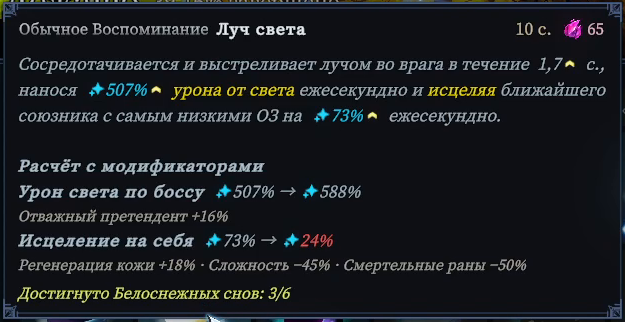 Обычное Воспоминание Луч света 10 с. 65
Сосредотачивается и выстреливает лучом во врага в течение 1,7 с.,
нанося 507% урона от света ежесекундно и исцеляя ближайшего
союзника с самым низкими ОЗ на 73% ежесекундно.
Расчёт с модификаторами
Урон света по боссу 507% → 588%
Отважный претендент +16%
Исцеление на себя 73% → 24%
Регенерация кожи +18% · Сложность −45% · Смертельные раны −50%
Достигнуто Белоснежных снов: 3/6